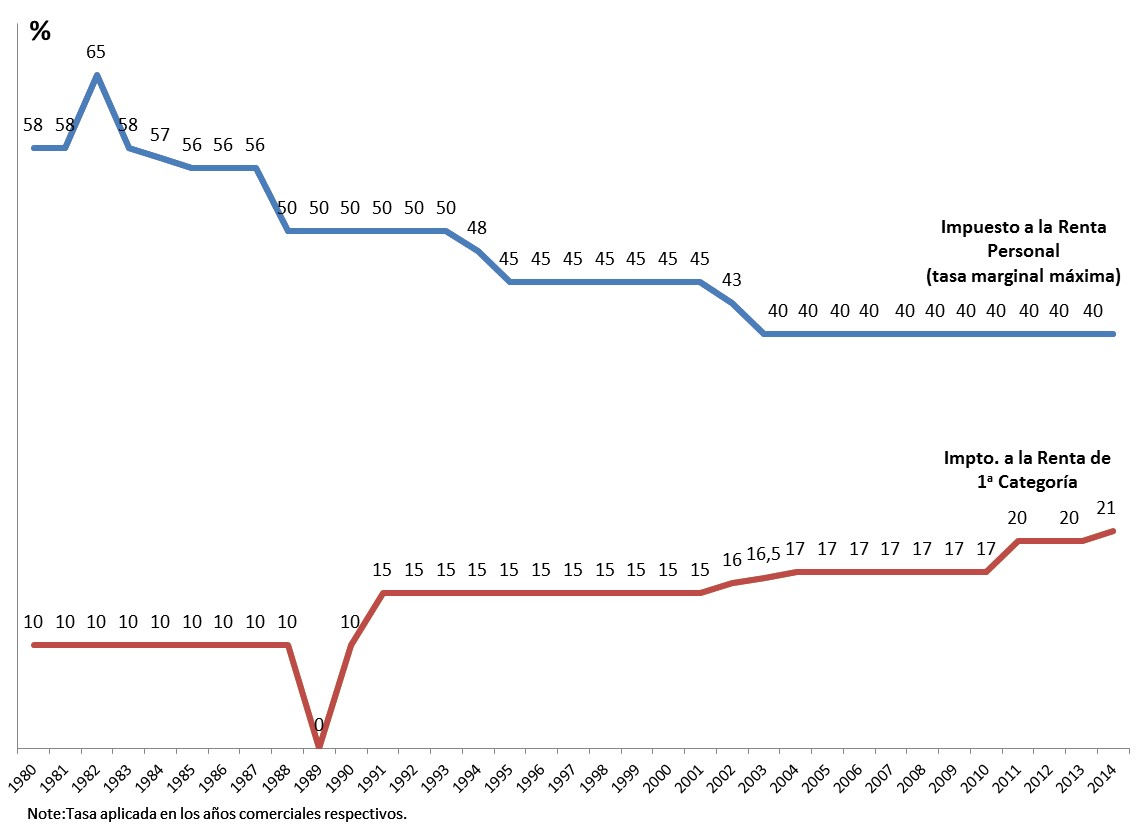 %
65
58 58 58 57 56 56 56
50 50 50 50 50 50 48
45 45 45 45 45 45 45 43
Impuesto a la Renta
Personal
(tasa marginal máxima)
40 40 40 40 40 40 40 40 40 40 40
Impto. a la Renta de
1ª Categoría
20 20 21
15 15 15 15 15 15 15 15 15 15 15 16 16,5 17 17 17 17 17 17 17
10 10 10 10 10 10 10 10 10 10
0
1980 1981 1982 1983 1984 1985 1986 1987 1988 1989 1990 1991 1992 1993 1994 1995 1996 1997 1998 1999 2000 2001 2002 2003 2004 2005 2006 2007 2008 2009 2010 2011 2012 2013 2014
Note:Tasa aplicada en los años comerciales respectivos.